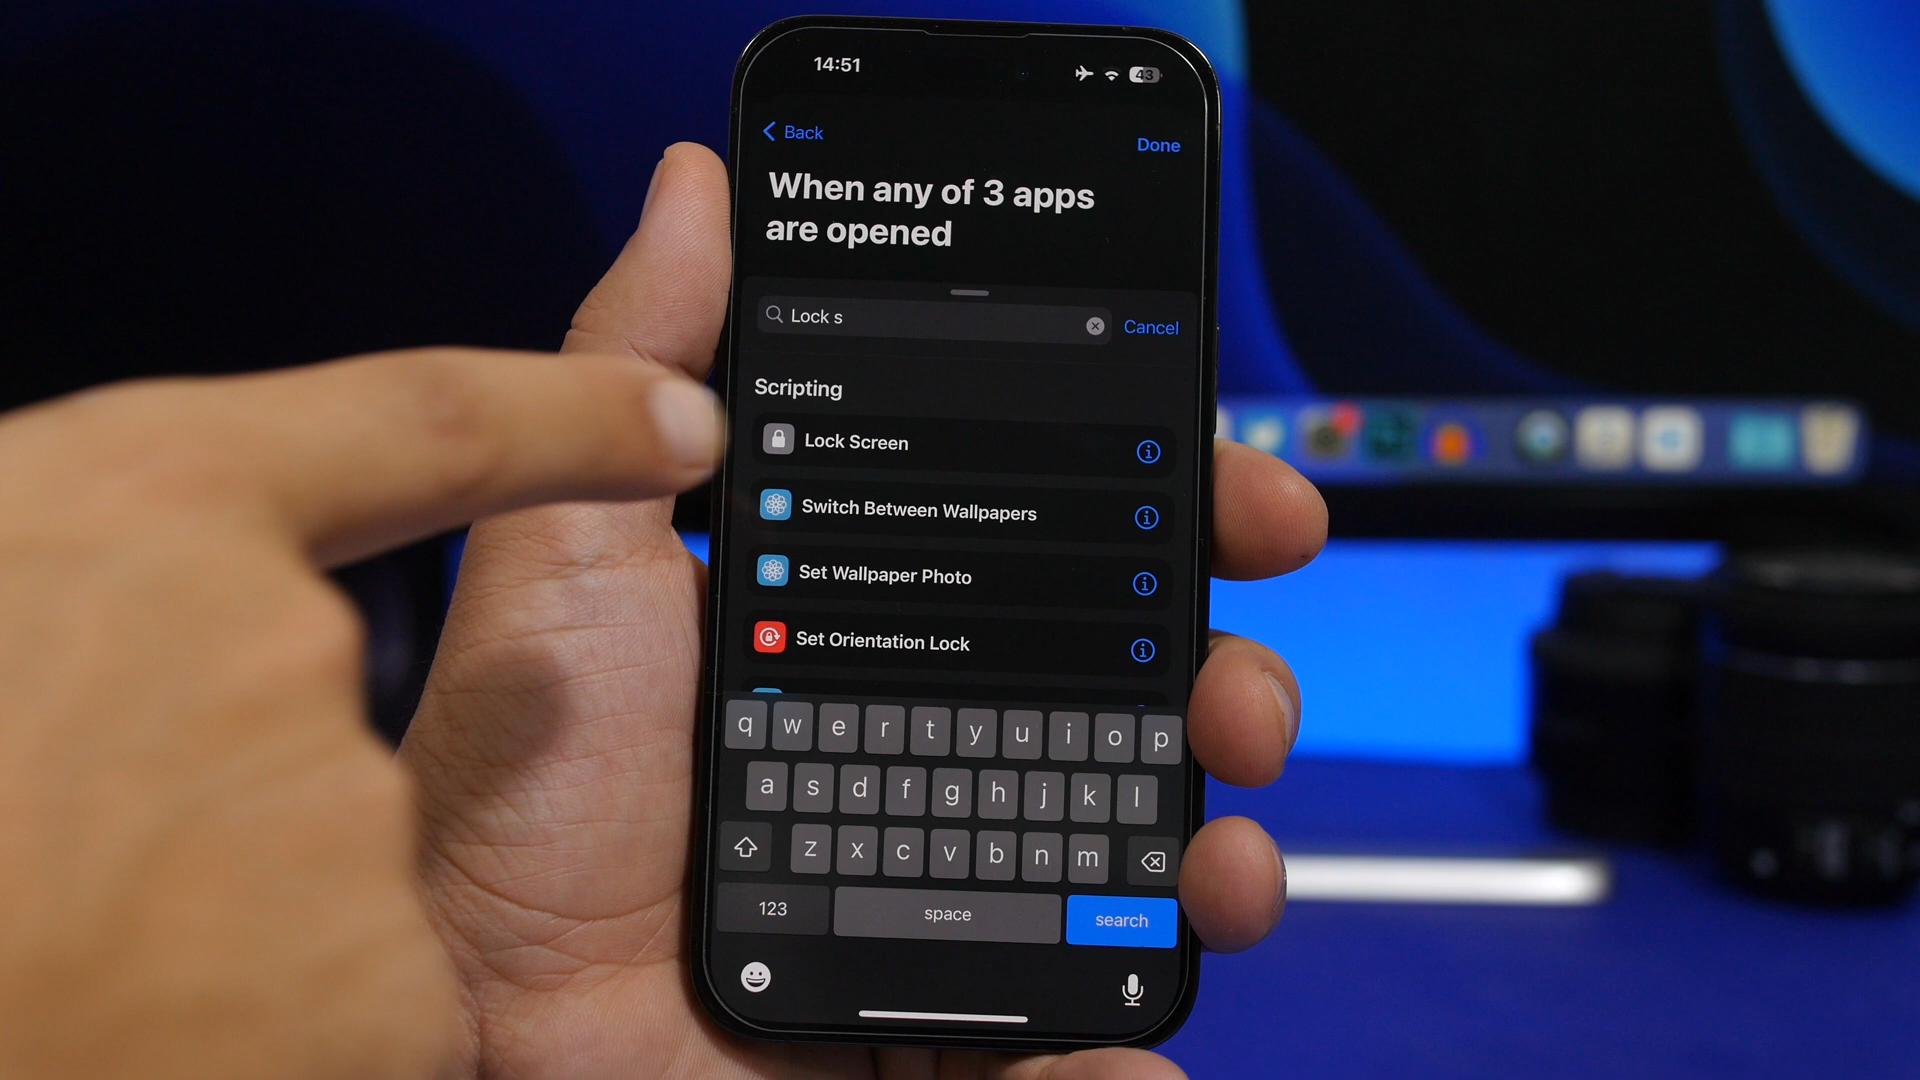 14:51
43
Back
Done
When any of 3 apps
are opened
Lock s
Cancel
Scripting
Lock Screen
Switch Between Wallpapers
Set Wallpaper Photo
Set Orientation Lock
q w e r t y u i o p
a s d f g h j k l
z x c v b n m
123 space search